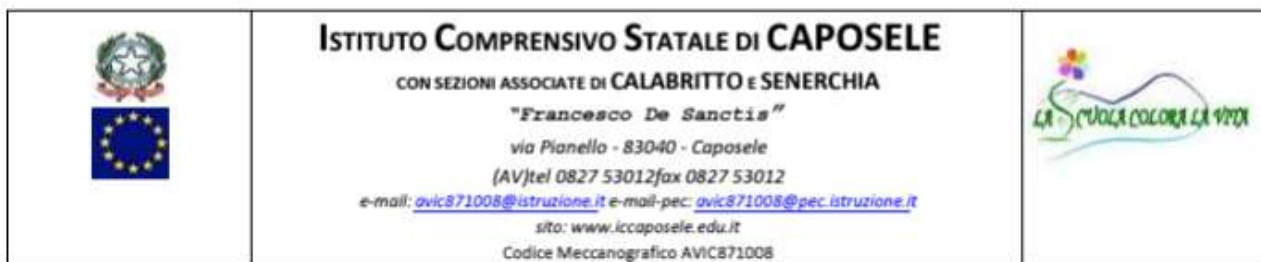 ISTITUTO COMPRENSIVO STATALE DI CAPOSELE
CON SEZIONI ASSOCIATE DI CALABRITTO E SENERCHIA
"Francesco De Sanctis"
via Pianello - 83040 - Caposele
(AV)tel 0827 53012fax 0827 53012
e-mail: avic871008@istruzione.it e-mail-pec: avic871008@pec.istruzione.it
sito: www.iccaposele.edu.it
Codice Meccanografico AVIC871008
LA SCUOLA COLORA LA VITA